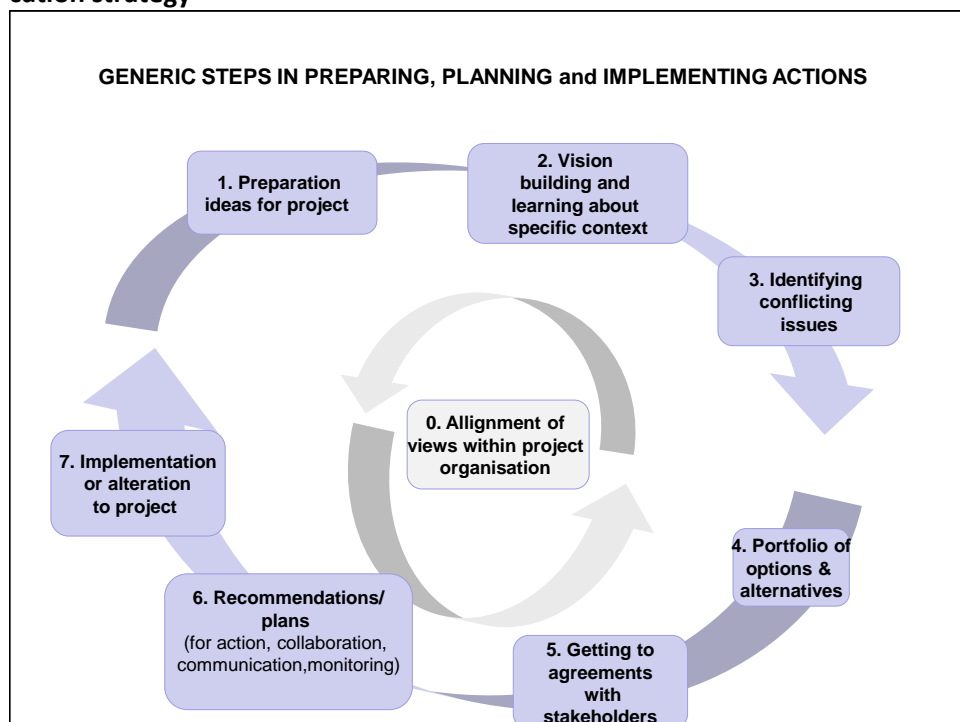 cation strategy
GENERIC STEPS IN PREPARING, PLANNING and IMPLEMENTING ACTIONS
1. Preparation
ideas for project
2. Vision
building and
learning about
specific context
3. Identifying
conflicting
issues
0. Allignment of
views within project
organisation
4. Portfolio of
options &
alternatives
5. Getting to
agreements
with
stakeholders
6. Recommendations/
plans
(for action, collaboration,
communication,monitoring)
7. Implementation
or alteration
to project